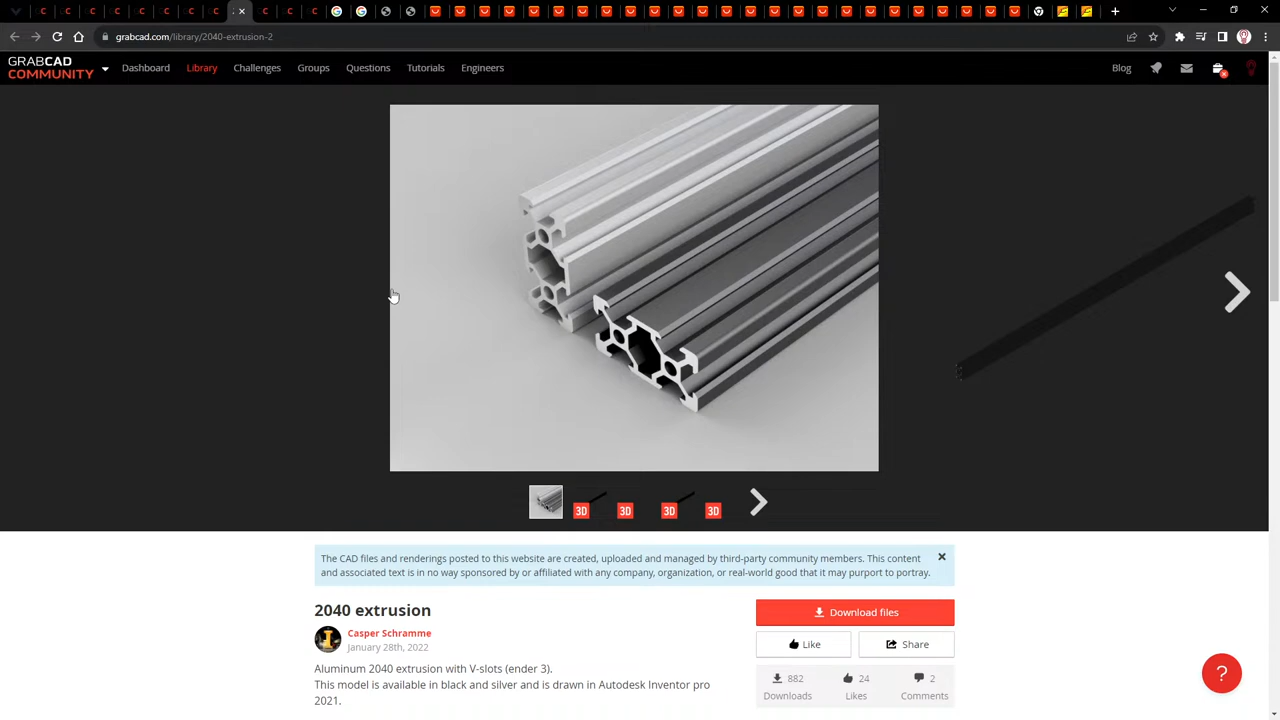 grabcad.com/library/2040-extrusion-2
GRABCAD
COMMUNITY
Dashboard
Library
Challenges
Groups
Questions
Tutorials
Engineers
Blog
3D
3D
3D
3D
The CAD files and renderings posted to this website are created, uploaded and managed by third-party community members. This content
and associated text is in no way sponsored by or affiliated with any company, organization, or real-world good that it may purport to portray.
2040 extrusion
Casper Schramme
January 28th, 2022
Aluminum 2040 extrusion with V-slots (ender 3).
This model is available in black and silver and is drawn in Autodesk Inventor pro
2021.
Download files
Like
Share
882
Downloads
24
Likes
2
Comments
?